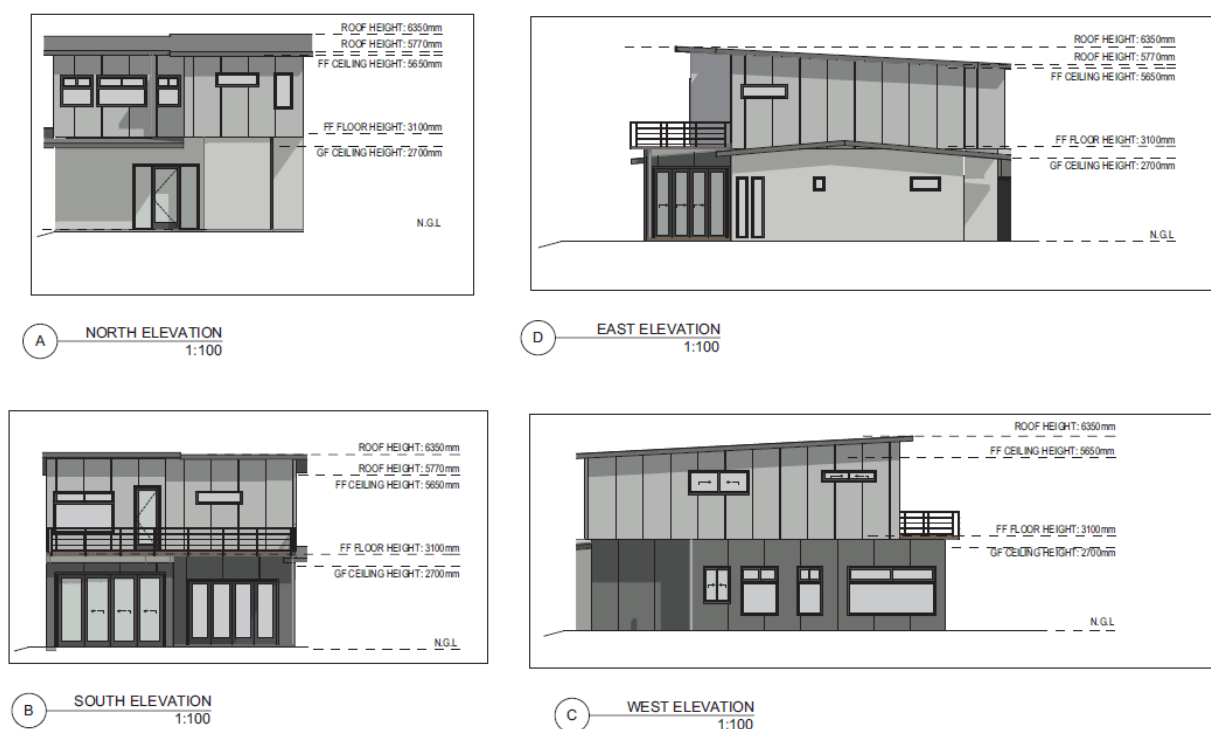 ROOF HEIGHT: 6350mm
ROOF HEIGHT: 5770mm
FF CEILING HEIGHT: 5650mm
FF FLOOR HEIGHT: 3100mm
GF CEILING HEIGHT: 2700mm
N.G.L
A
NORTH ELEVATION
1:100
ROOF HEIGHT: 6350mm
ROOF HEIGHT: 5770mm
FF CEILING HEIGHT: 5650mm
FF FLOOR HEIGHT: 3100mm
GF CEILING HEIGHT: 2700mm
N.G.L
D
EAST ELEVATION
1:100
ROOF HEIGHT: 6350mm
ROOF HEIGHT: 5770mm
FF CEILING HEIGHT: 5650mm
FF FLOOR HEIGHT: 3100mm
GF CEILING HEIGHT: 2700mm
N.G.L
B
SOUTH ELEVATION
1:100
ROOF HEIGHT: 6350mm
FF CEILING HEIGHT: 5650mm
FF FLOOR HEIGHT: 3100mm
GF CEILING HEIGHT: 2700mm
N.G.L
C
WEST ELEVATION
1:100